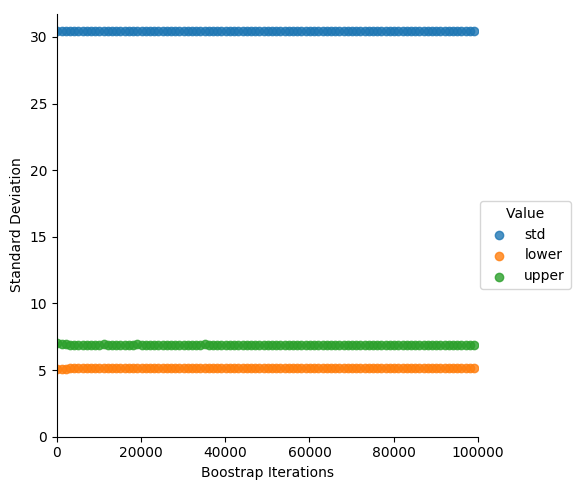 30
25
20
15
10
5
0
Standard Deviation
0 20000 40000 60000 80000 100000
Boostrap Iterations
Value
std
lower
upper